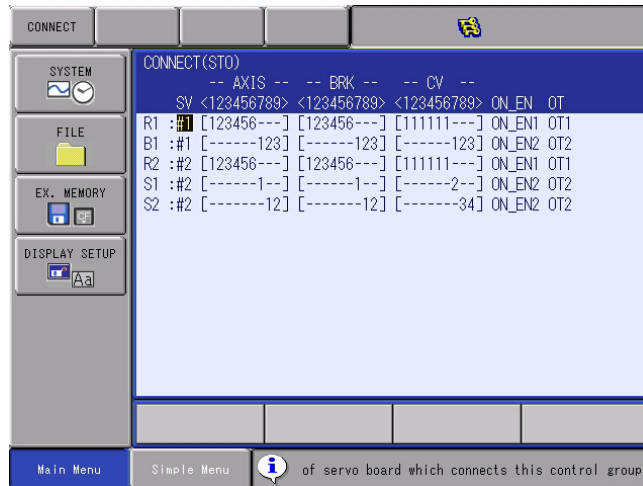 CONNECT
SYSTEM
FILE
EX. MEMORY
CF
DISPLAY SETUP
Aa
CONNECT(STO)
-- AXIS -- -- BRK -- -- CV --
SV <123456789> <123456789> <123456789> ON_EN OT
R1 :#1 [123456---] [123456---] [111111---] ON_EN1 OT1
B1 :#1 [------123] [------123] [------123] ON_EN2 OT2
R2 :#2 [123456---] [123456---] [111111---] ON_EN1 OT1
S1 :#2 [------1--] [------1--] [------2--] ON_EN2 OT2
S2 :#2 [-------12] [-------12] [-------34] ON_EN2 OT2
Main Menu
Simple Menu
of servo board which connects this control group